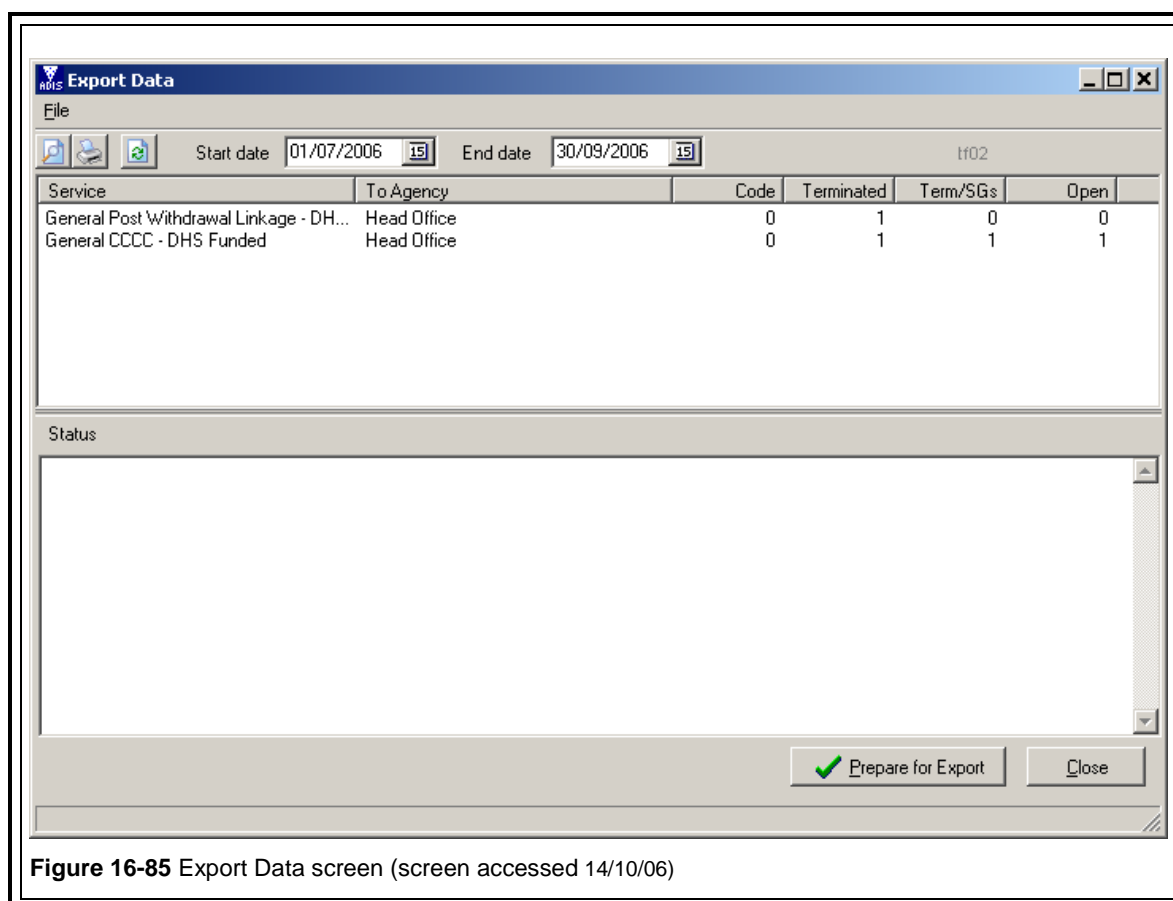 ADIS Export Data
File
Start date 01/07/2006 15 End date 30/09/2006 15 tf02
Service To Agency Code Terminated Term/SGs Open
General Post Withdrawal Linkage - DH... Head Office 0 1 0 0
General CCCC - DHS Funded Head Office 0 1 1 1
Status
Prepare for Export Close
Figure 16-85 Export Data screen (screen accessed 14/10/06)